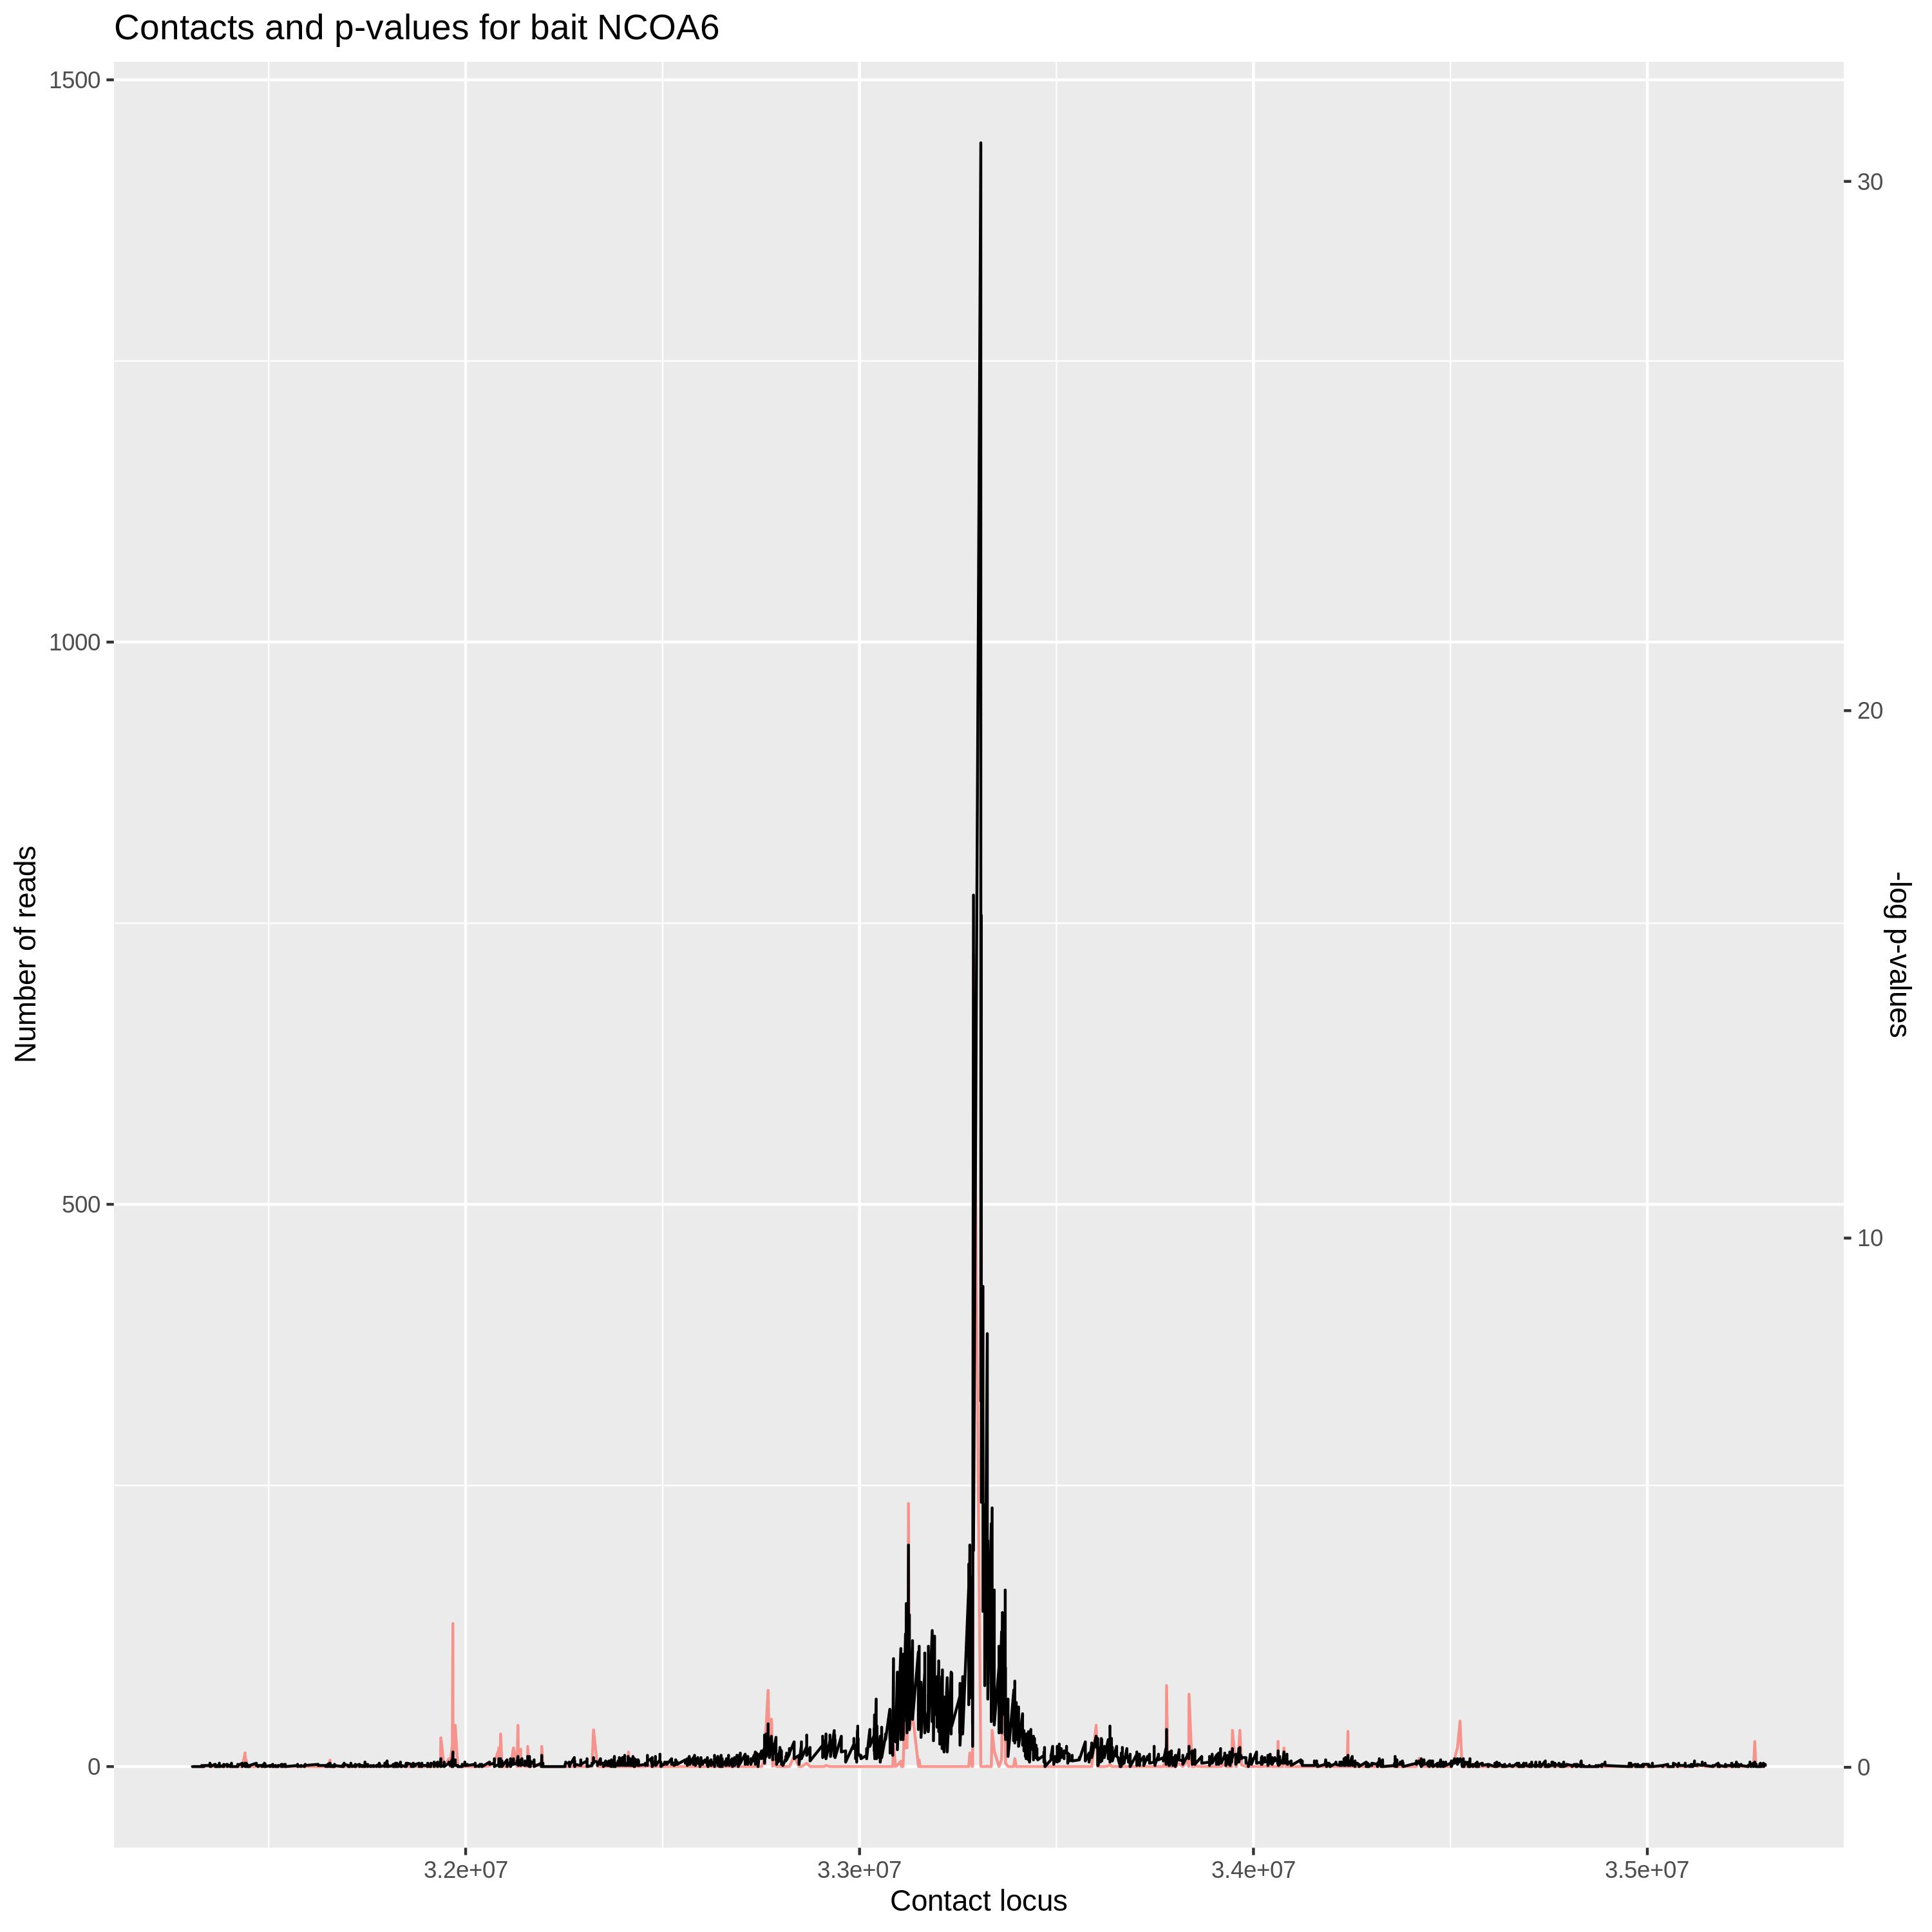 Contacts and p-values for bait NCOA6
1500
1000
500
0
Number of reads
30
20
10
0
-log p-values
3.2e+07 3.3e+07 3.4e+07 3.5e+07
Contact locus